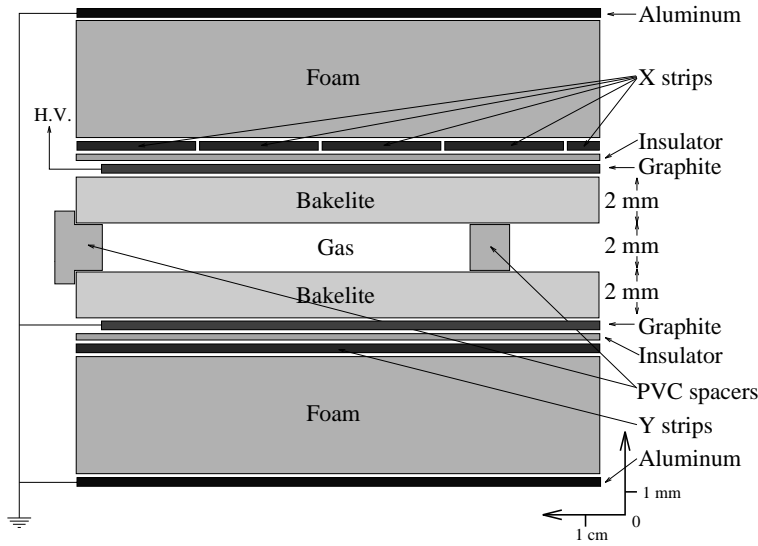 Aluminum
Foam
X strips
H.V.
Insulator
Graphite
Bakelite
2 mm
Gas
2 mm
Bakelite
2 mm
Graphite
Insulator
PVC spacers
Foam
Y strips
Aluminum
1 mm
0
1 cm